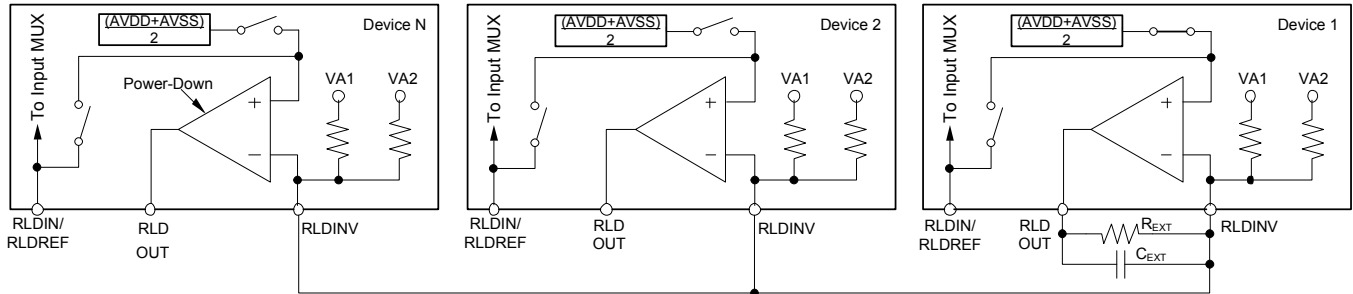 To Input MUX
(AVDD+AVSS)
2
Device N
Power-Down
VA1
VA2
+
−
RLDIN/
RLDREF
RLD
OUT
RLDINV
To Input MUX
(AVDD+AVSS)
2
Device 2
VA1
VA2
+
−
RLDIN/
RLDREF
RLD
OUT
RLDINV
To Input MUX
(AVDD+AVSS)
2
Device 1
VA1
VA2
+
−
RLDIN/
RLDREF
RLD
OUT
RLDINV
REXT
CEXT